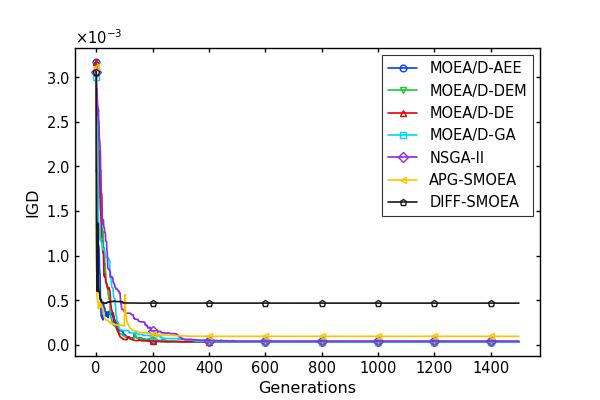 ×10⁻³
3.0
2.5
2.0
1.5
1.0
0.5
0.0
IGD
0 200 400 600 800 1000 1200 1400
Generations
MOEA/D-AEE
MOEA/D-DEM
MOEA/D-DE
MOEA/D-GA
NSGA-II
APG-SMOEA
DIFF-SMOEA